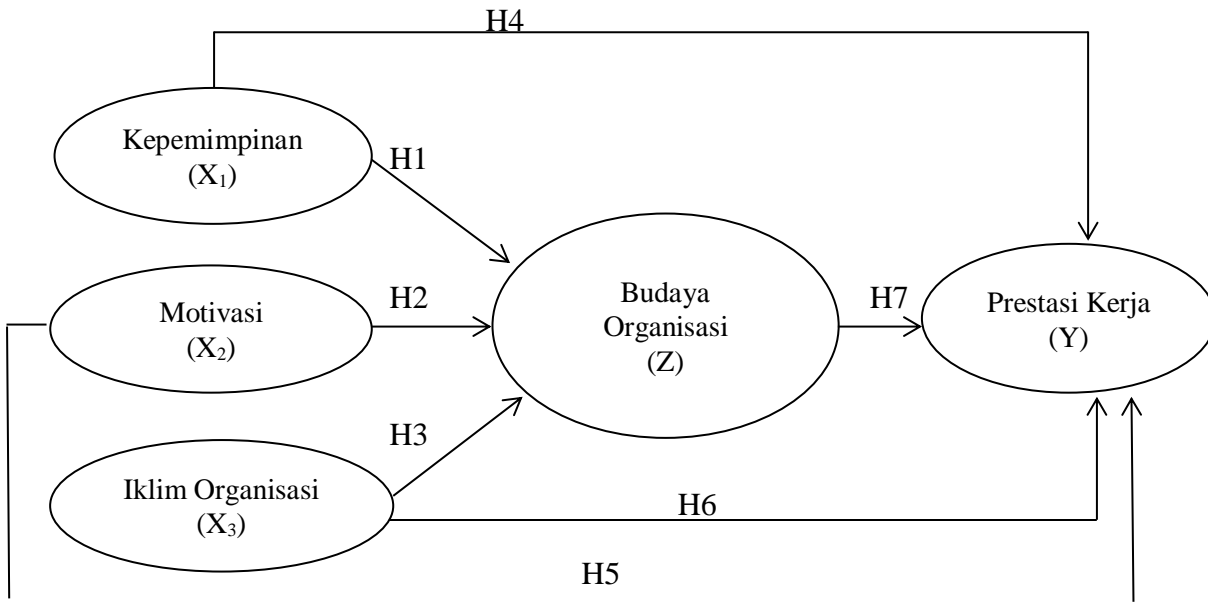 H4
Kepemimpinan
(X₁)
H1
Motivasi
(X₂)
H2
Budaya
Organisasi
(Z)
H7
Prestasi Kerja
(Y)
H3
Iklim Organisasi
(X₃)
H6
H5